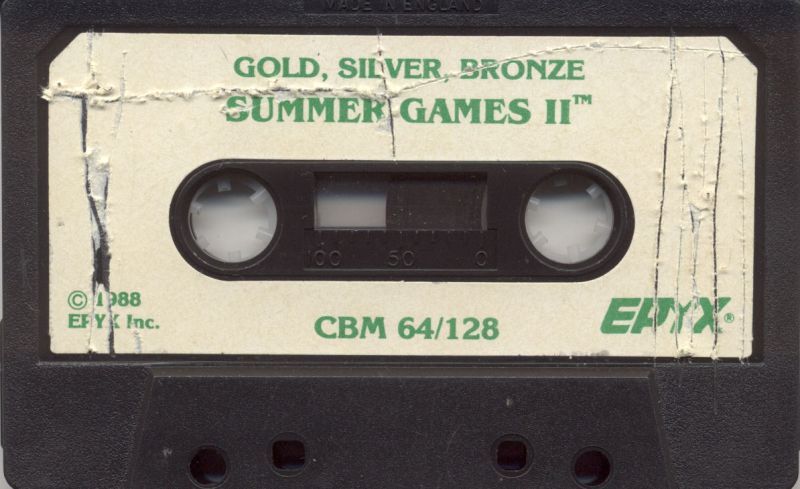 MADE IN ENGLAND
GOLD, SILVER, BRONZE
SUMMER GAMES II™
100 50 0
© 1988
EPYX Inc.
CBM 64/128
EPYX®